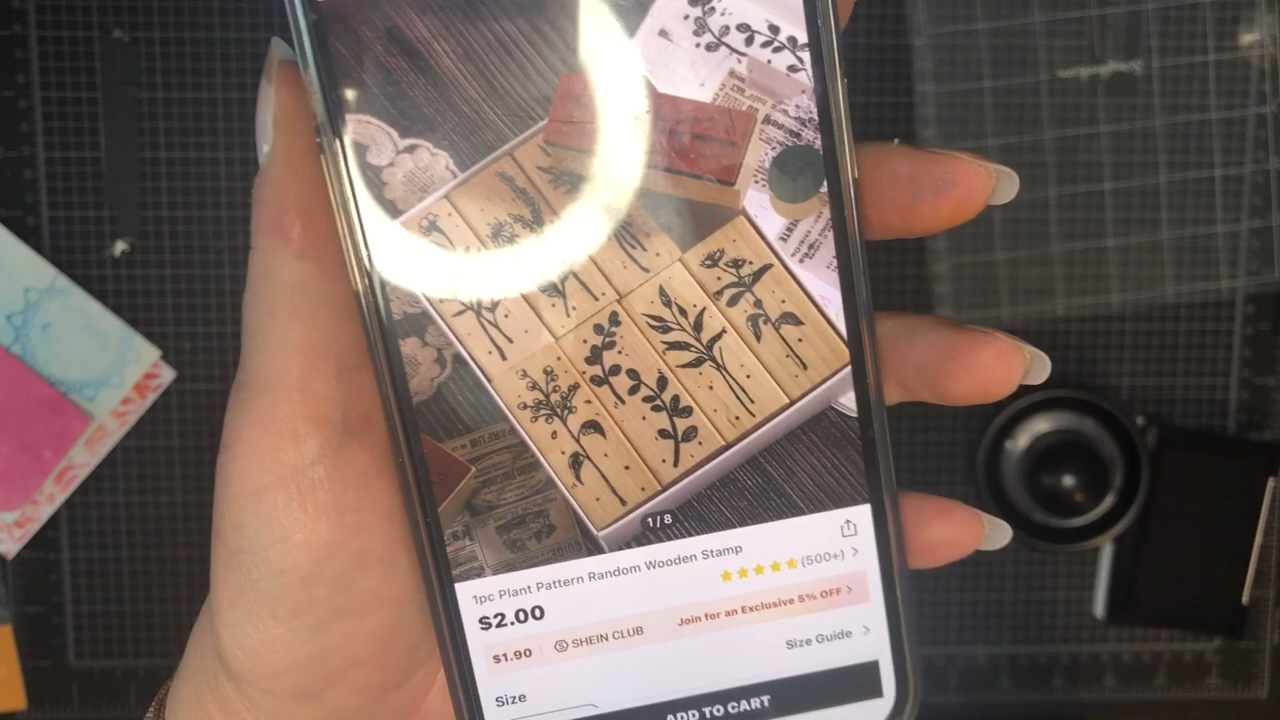 1/8
1pc Plant Pattern Random Wooden Stamp
(500+)
$2.00
$1.90 S SHEIN CLUB Join for an Exclusive 5% OFF
Size Guide
Size
ADD TO CART